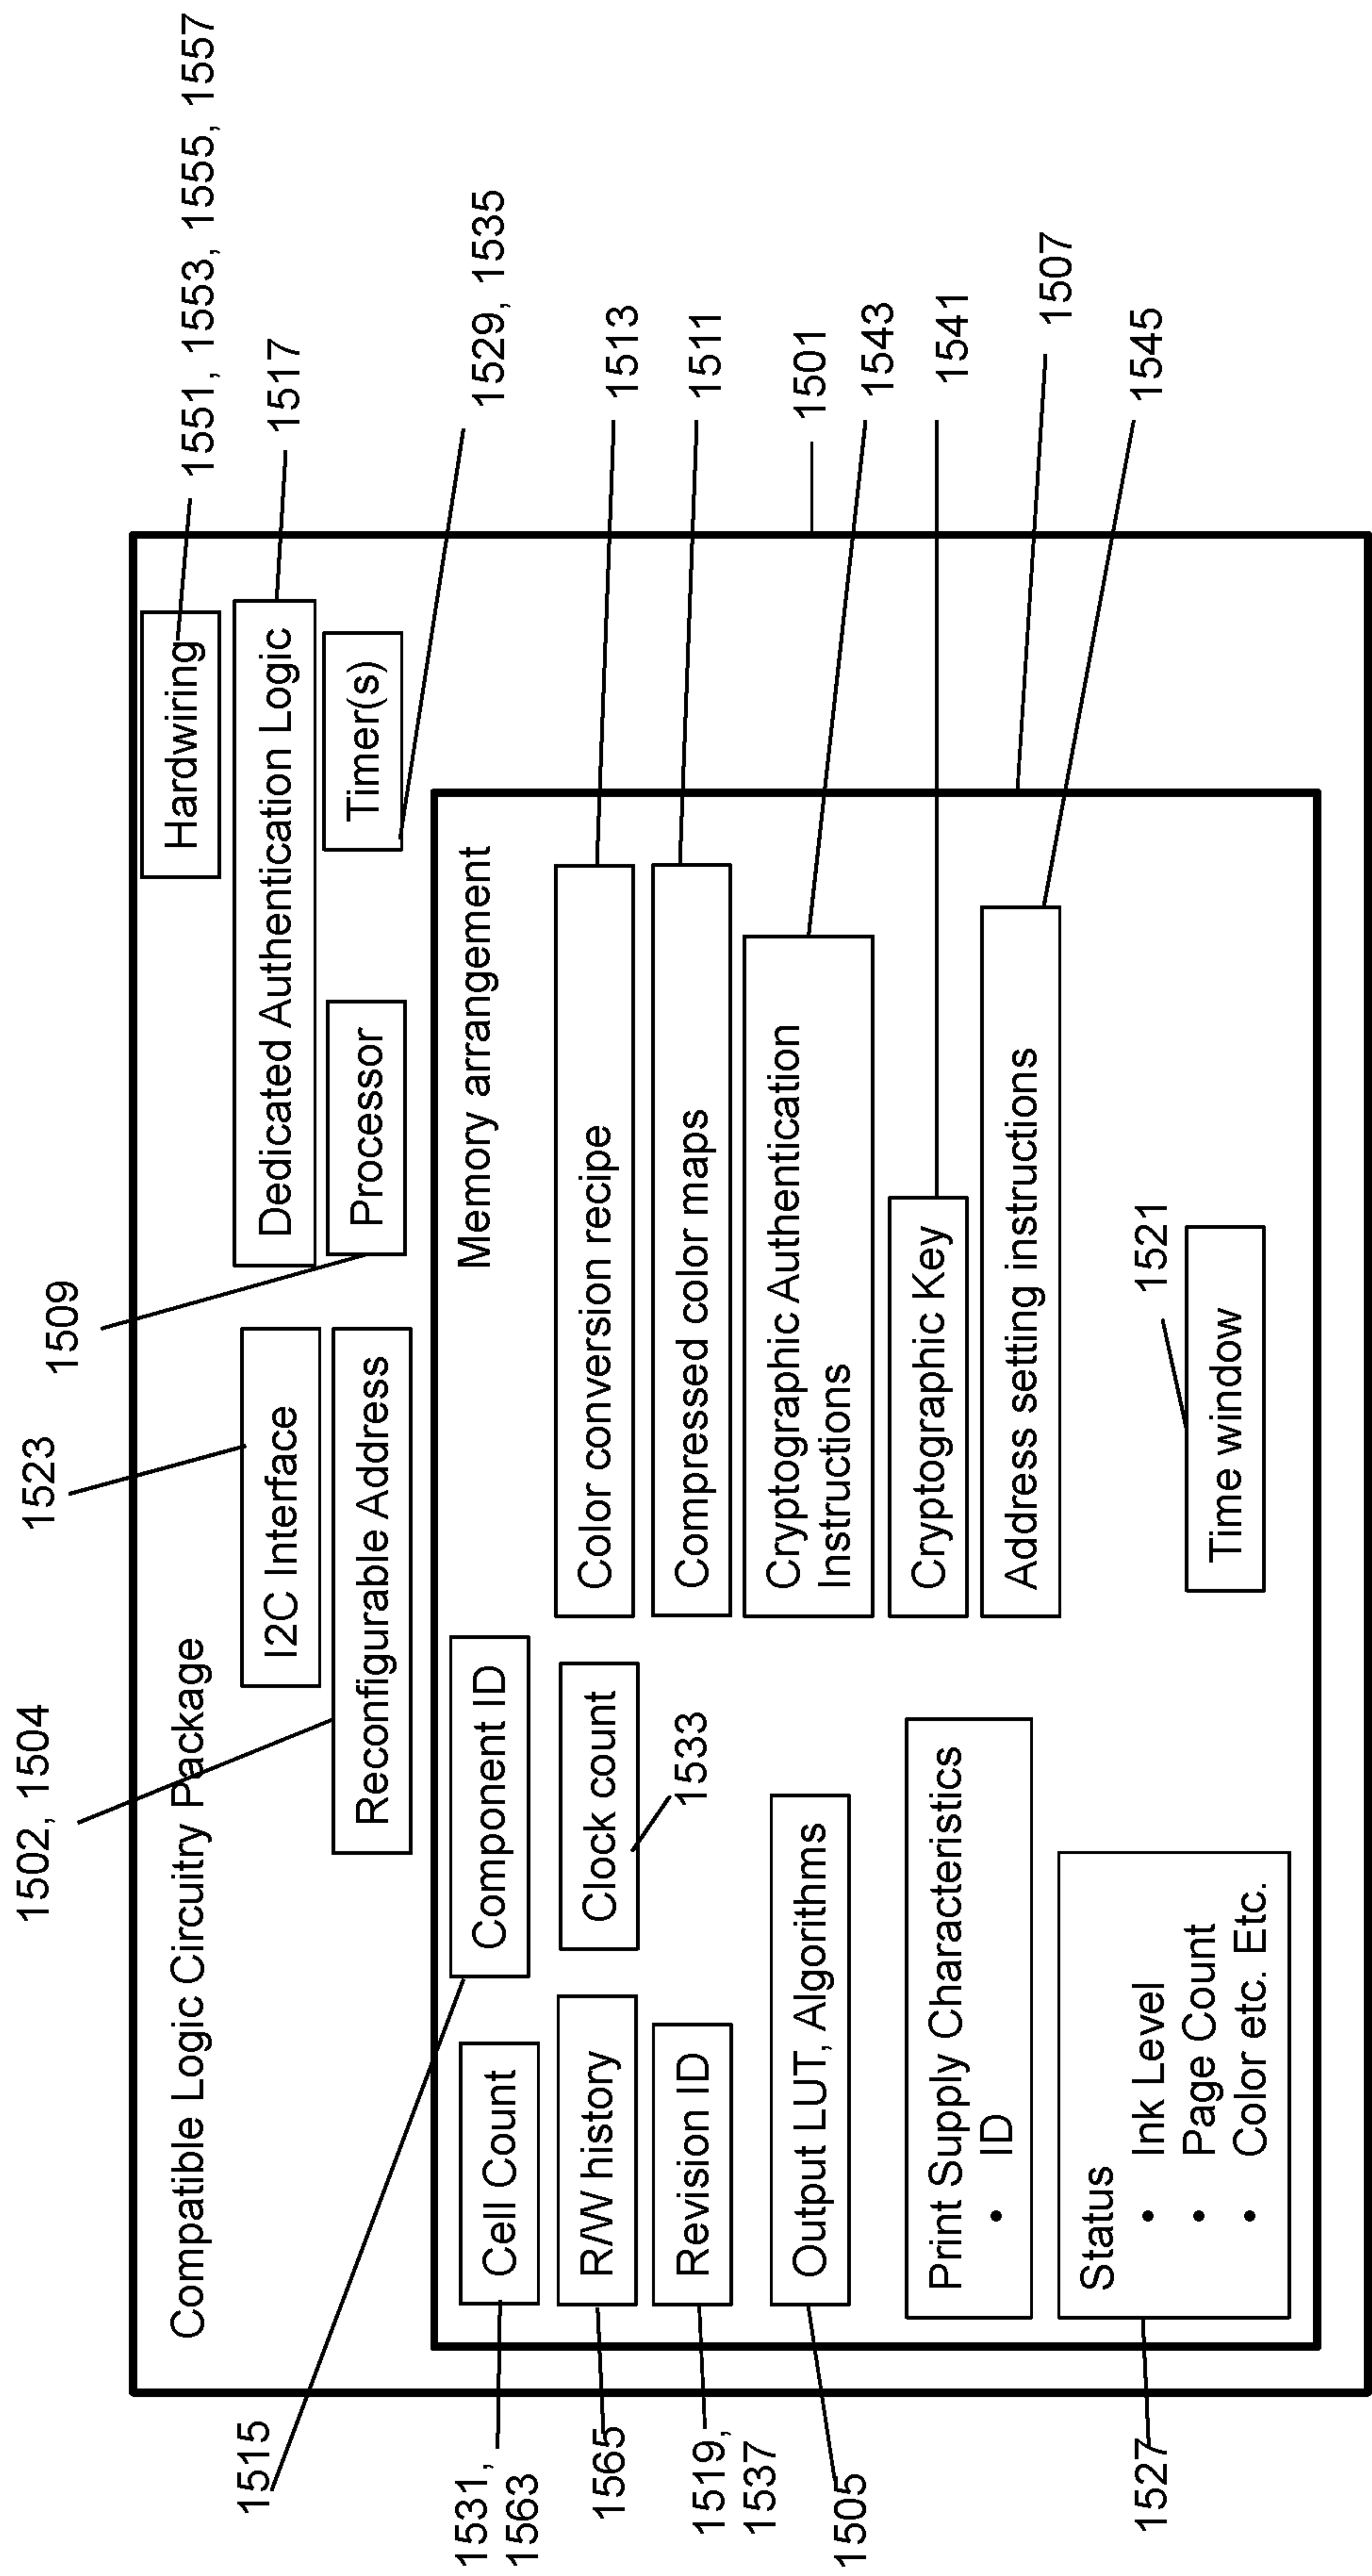 1502, 1504
1523
1509
Compatible Logic Circuitry Package
Hardwiring
1551, 1553, 1555, 1557
I2C Interface
Dedicated Authentication Logic
1517
Reconfigurable Address
Processor
Timer(s)
1529, 1535
1515
Component ID
Memory arrangement
1531,
1563
Cell Count
1565
R/W history
Clock count
Color conversion recipe
1513
1519,
1537
Revision ID
1533
Compressed color maps
1511
1505
Output LUT, Algorithms
Cryptographic Authentication
Instructions
1501
1543
Print Supply Characteristics
• ID
Cryptographic Key
1541
Address setting instructions
1507
1527
Status
• Ink Level
• Page Count
• Color etc. Etc.
1521
Time window
1545